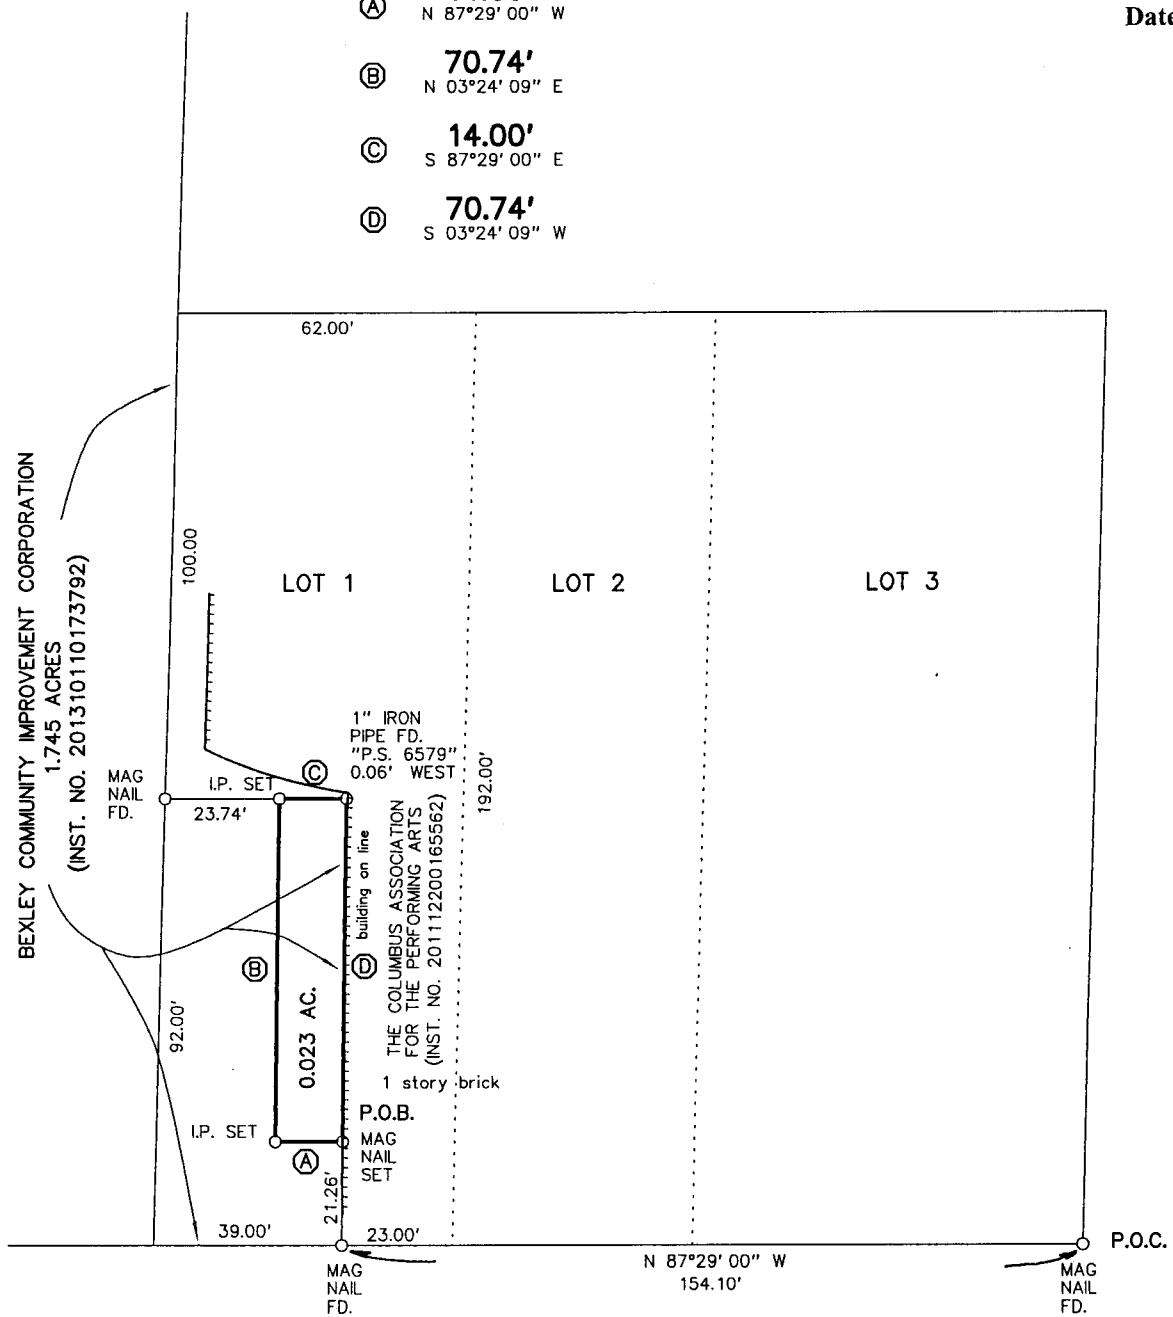 Ⓐ
N 87°29' 00" W
Date
Ⓑ 70.74'
N 03°24' 09" E
Ⓒ 14.00'
S 87°29' 00" E
Ⓓ 70.74'
S 03°24' 09" W
62.00'
BEXLEY COMMUNITY IMPROVEMENT CORPORATION
1.745 ACRES
(INST. NO. 201310110173792)
100.00
LOT 1
LOT 2
LOT 3
1" IRON
PIPE FD.
"P.S. 6579"
0.06' WEST
MAG
NAIL
FD.
I.P. SET
Ⓒ
23.74'
192.00'
building on line
THE COLUMBUS ASSOCIATION
FOR THE PERFORMING ARTS
(INST. NO. 201112200165562)
Ⓑ
Ⓓ
92.00'
0.023 AC.
1 story brick
P.O.B.
I.P. SET
MAG
NAIL
SET
Ⓐ
21.26'
39.00'
23.00'
P.O.C.
N 87°29' 00" W
154.10'
MAG
NAIL
FD.
MAG
NAIL
FD.